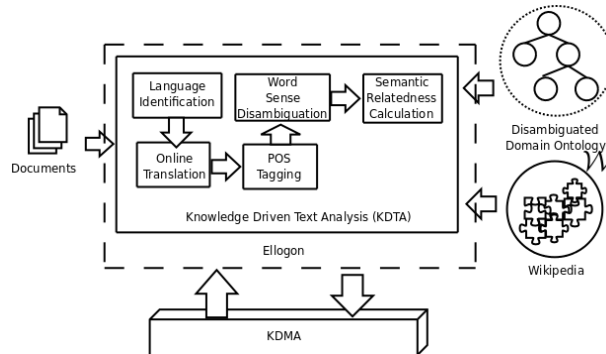 Language
Identification
Word
Sense
Disambiguation
Semantic
Relatedness
Calculation
Documents
Online
Translation
POS
Tagging
Disambiguated
Domain Ontology
W
Knowledge Driven Text Analysis (KDTA)
Ellogon
Wikipedia
KDMA